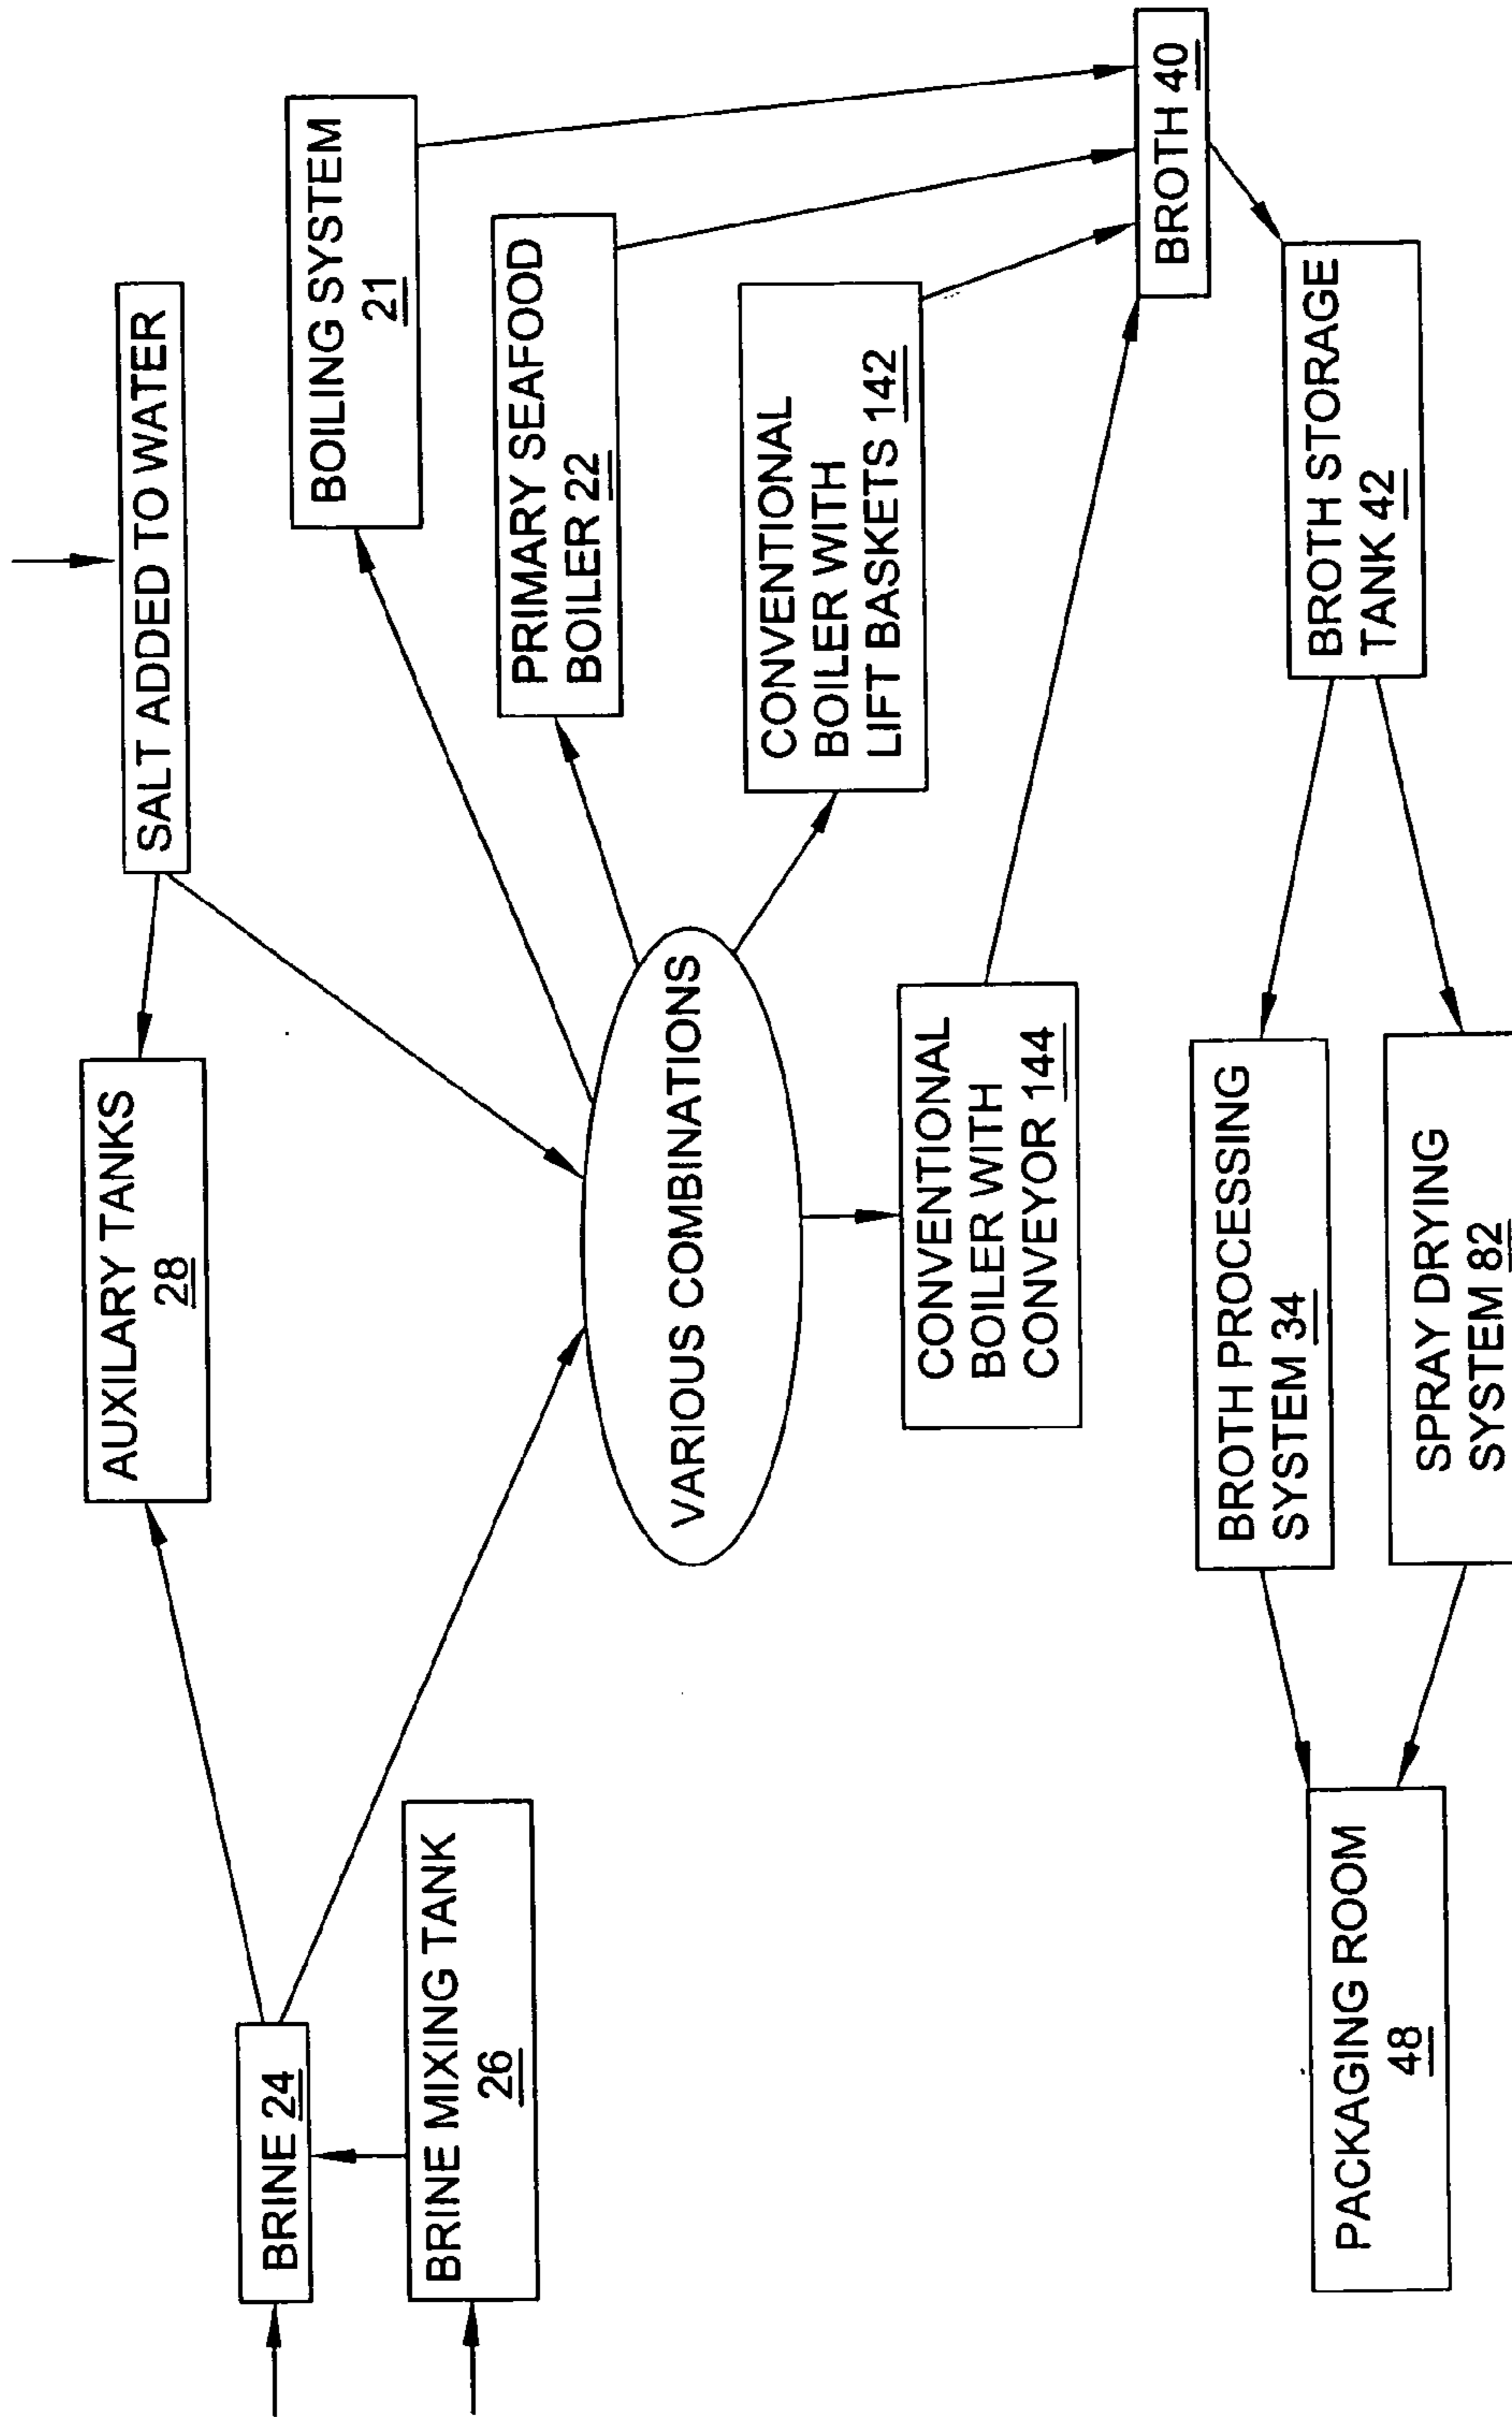 SALT ADDED TO WATER
AUXILARY TANKS
28
BRINE 24
BRINE MIXING TANK
26
BOILING SYSTEM
21
PRIMARY SEAFOOD
BOILER 22
VARIOUS COMBINATIONS
CONVENTIONAL
BOILER WITH
LIFT BASKETS 142
CONVENTIONAL
BOILER WITH
CONVEYOR 144
BROTH 40
BROTH STORAGE
TANK 42
BROTH PROCESSING
SYSTEM 34
SPRAY DRYING
SYSTEM 82
PACKAGING ROOM
48